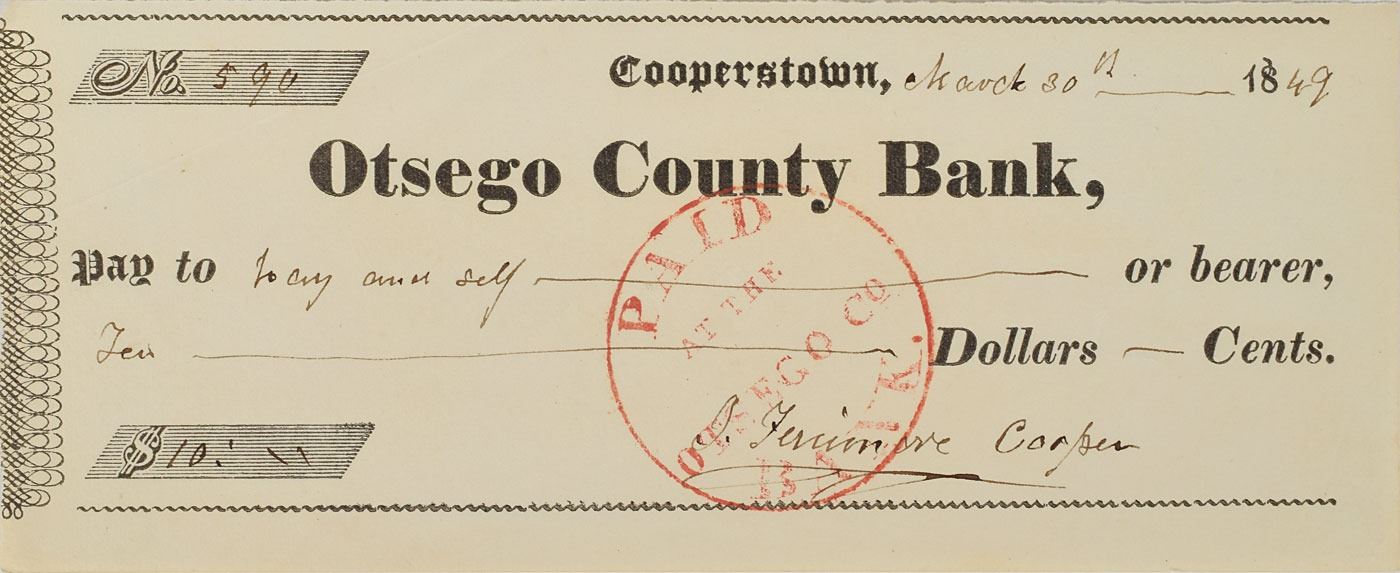 No. 590
Cooperstown, March 30th 1849
Otsego County Bank,
Pay to self or bearer,
Ten Dollars — Cents.
$ 10:
J. Fenimore Cooper
PAID
AT THE
OTSEGO CO
BANK.